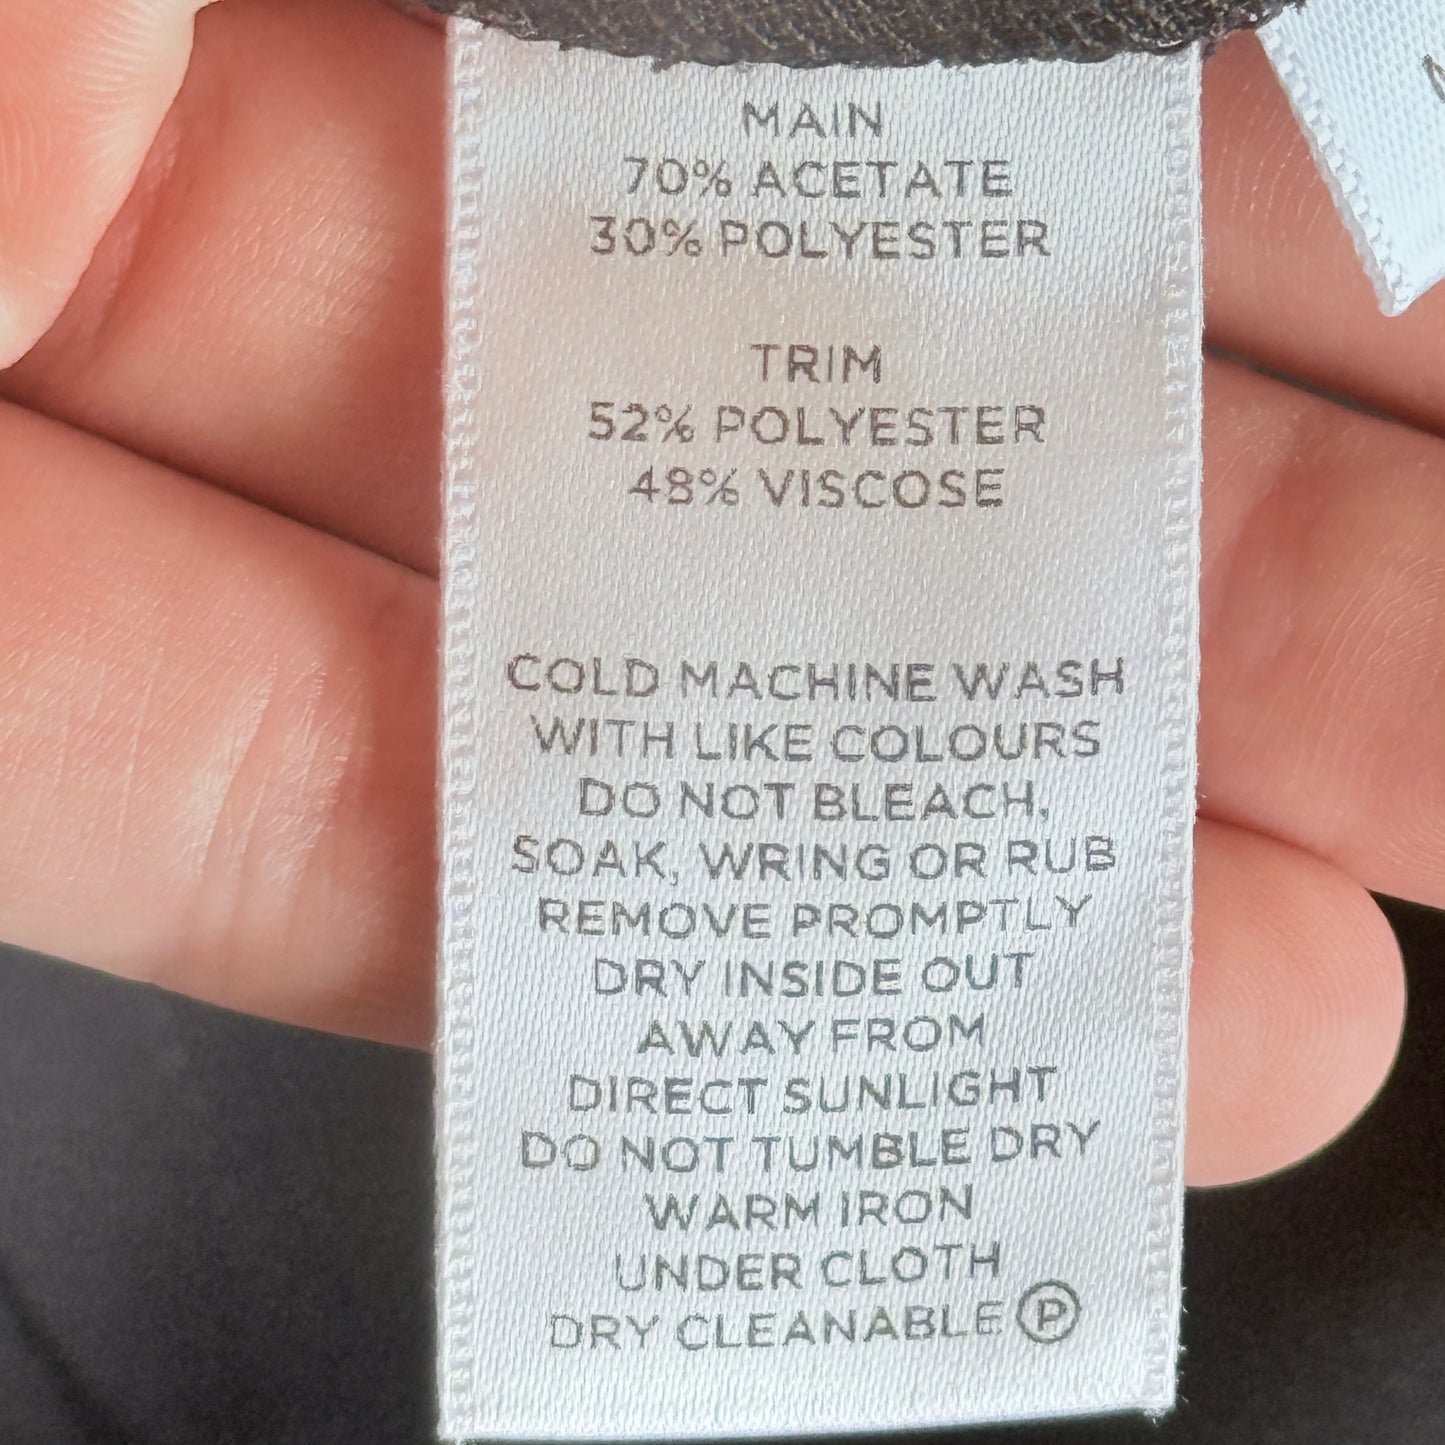 MAIN
70% ACETATE
30% POLYESTER
TRIM
52% POLYESTER
48% VISCOSE
COLD MACHINE WASH
WITH LIKE COLOURS
DO NOT BLEACH,
SOAK, WRING OR RUB
REMOVE PROMPTLY
DRY INSIDE OUT
AWAY FROM
DIRECT SUNLIGHT
DO NOT TUMBLE DRY
WARM IRON
UNDER CLOTH
DRY CLEANABLE Ⓟ